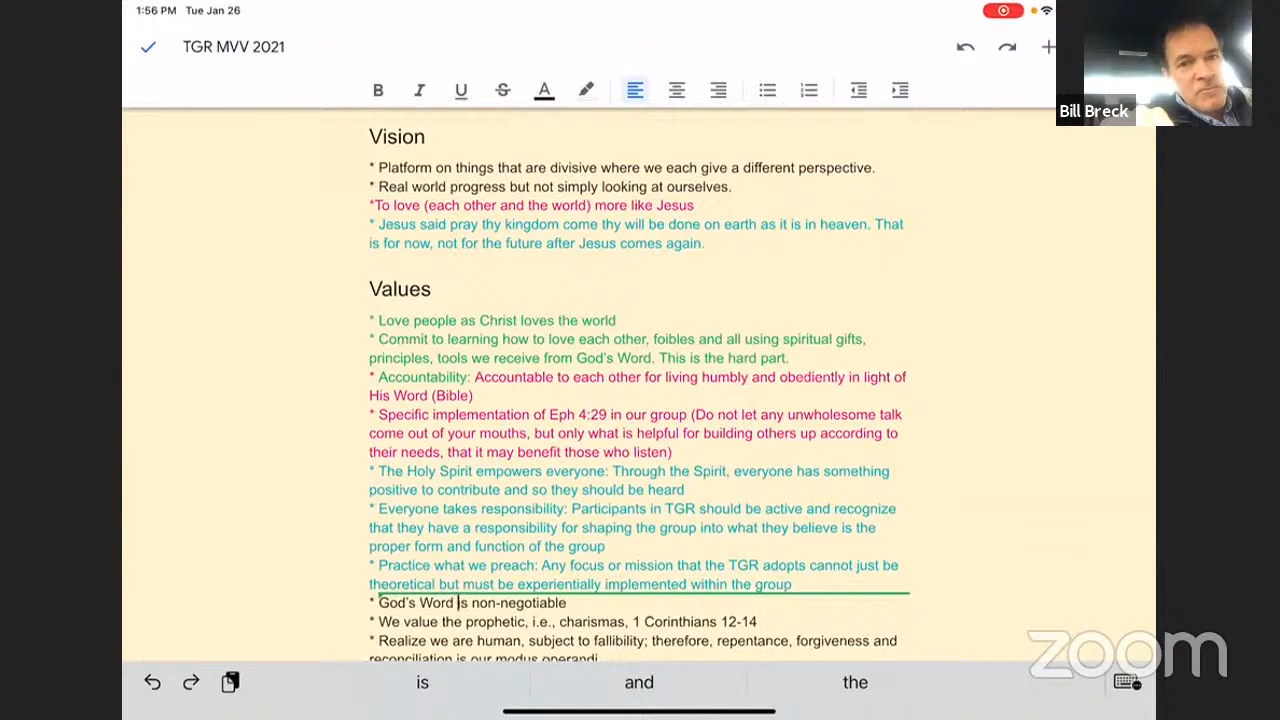 1:56 PM Tue Jan 26
TGR MVV 2021
B I U S A
Bill Breck
Vision
* Platform on things that are divisive where we each give a different perspective.
* Real world progress but not simply looking at ourselves.
*To love (each other and the world) more like Jesus
* Jesus said pray thy kingdom come thy will be done on earth as it is in heaven. That
is for now, not for the future after Jesus comes again.
Values
* Love people as Christ loves the world
* Commit to learning how to love each other, foibles and all using spiritual gifts,
principles, tools we receive from God's Word. This is the hard part.
* Accountability: Accountable to each other for living humbly and obediently in light of
His Word (Bible)
* Specific implementation of Eph 4:29 in our group (Do not let any unwholesome talk
come out of your mouths, but only what is helpful for building others up according to
their needs, that it may benefit those who listen)
* The Holy Spirit empowers everyone: Through the Spirit, everyone has something
positive to contribute and so they should be heard
* Everyone takes responsibility: Participants in TGR should be active and recognize
that they have a responsibility for shaping the group into what they believe is the
proper form and function of the group
* Practice what we preach: Any focus or mission that the TGR adopts cannot just be
theoretical but must be experientially implemented within the group
* God's Word is non-negotiable
* We value the prophetic, i.e., charismas, 1 Corinthians 12-14
* Realize we are human, subject to fallibility; therefore, repentance, forgiveness and
reconciliation is our modus operandi
zoom
is and the